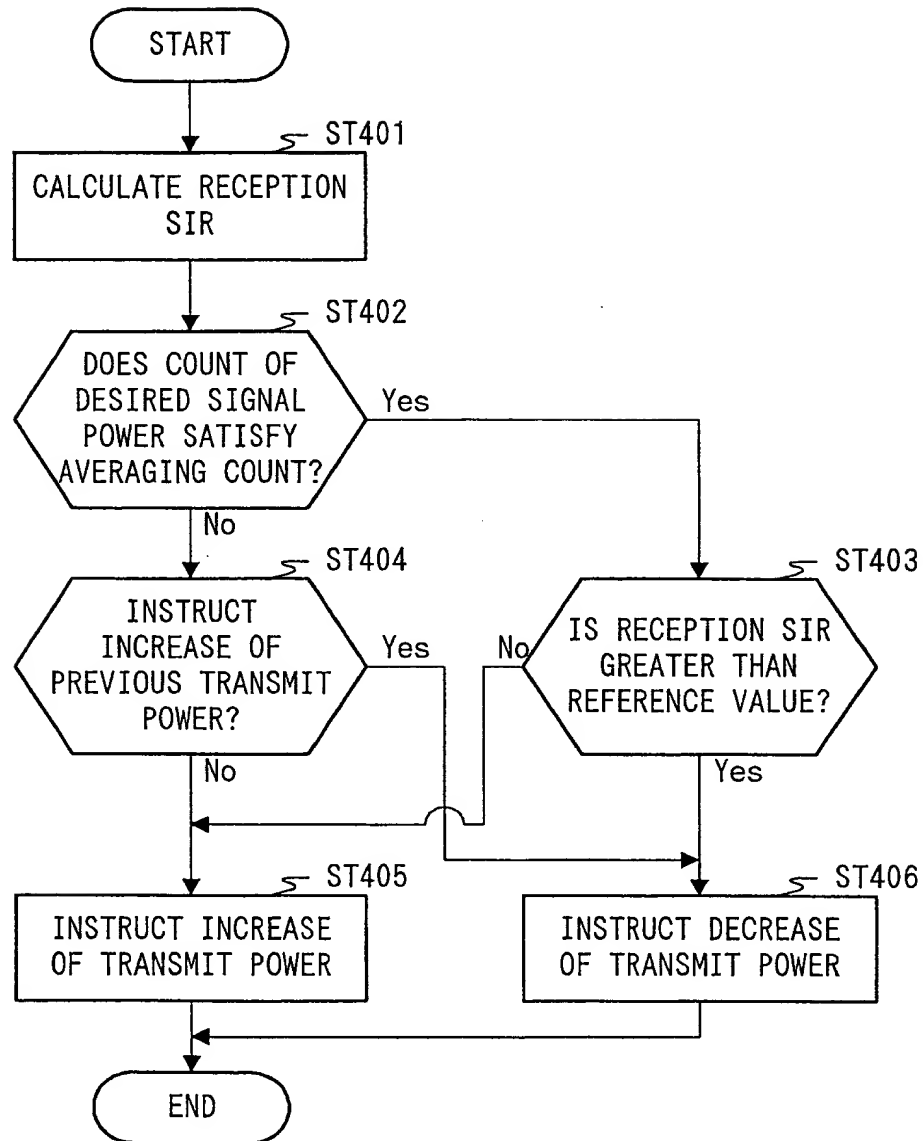 START
ST401
CALCULATE RECEPTION
SIR
ST402
DOES COUNT OF
DESIRED SIGNAL
POWER SATISFY
AVERAGING COUNT?
Yes
No
ST404
INSTRUCT
INCREASE OF
PREVIOUS TRANSMIT
POWER?
Yes
No
ST403
IS RECEPTION SIR
GREATER THAN
REFERENCE VALUE?
No
Yes
ST405
INSTRUCT INCREASE
OF TRANSMIT POWER
ST406
INSTRUCT DECREASE
OF TRANSMIT POWER
END